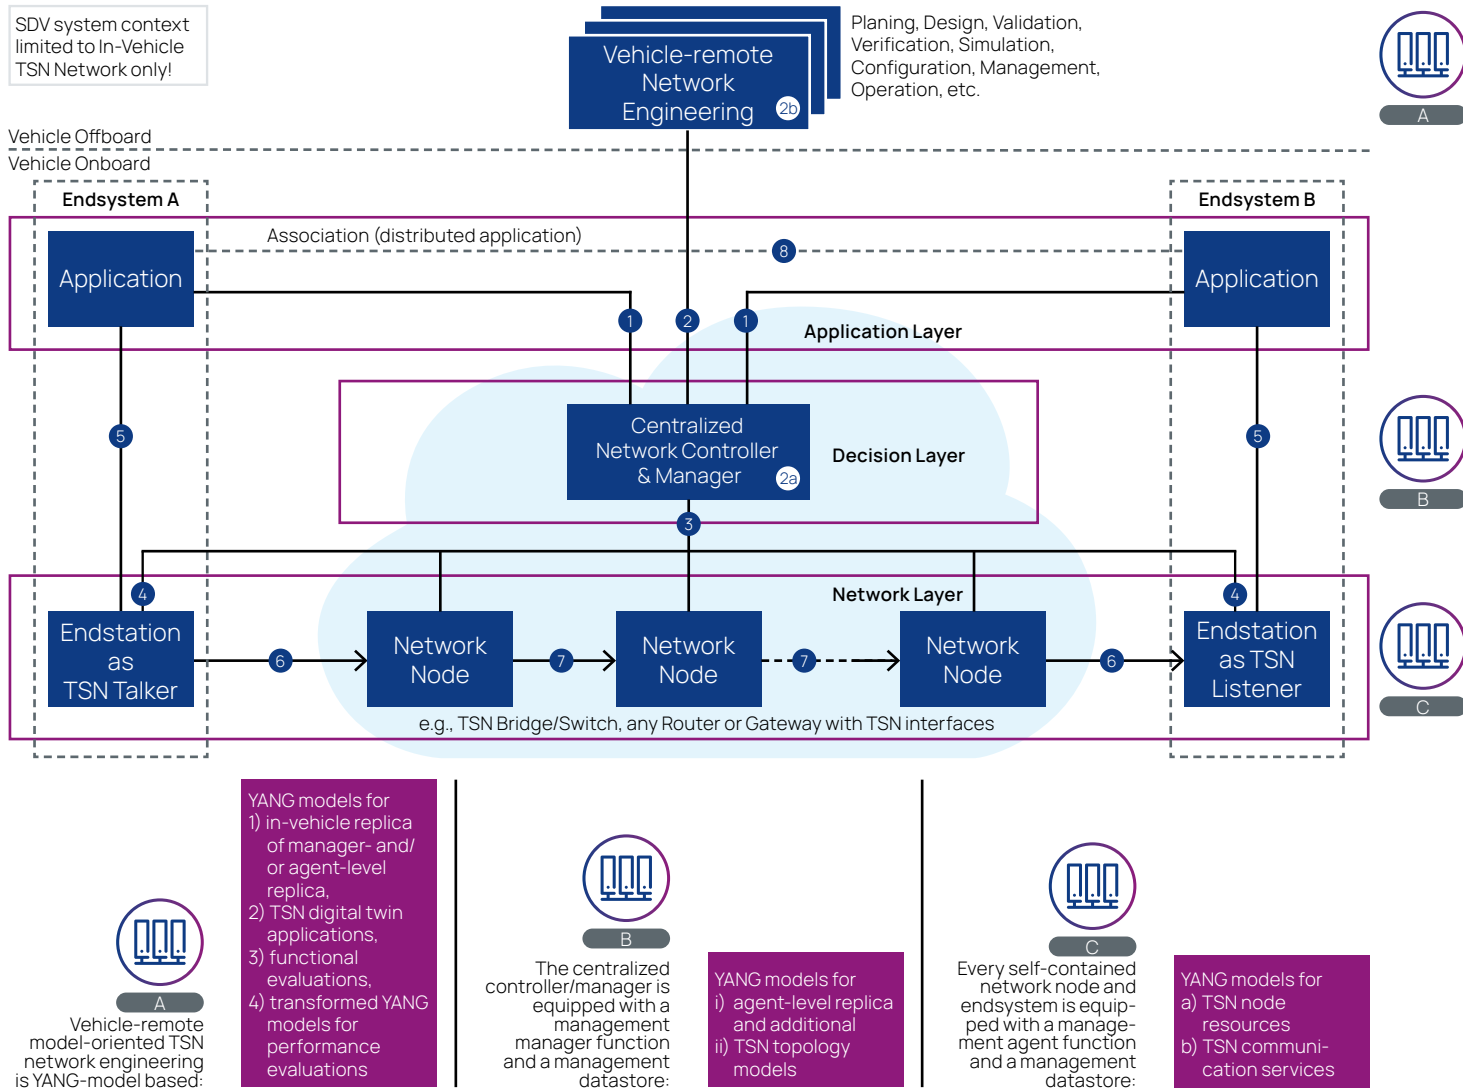 SDV system context
limited to In-Vehicle
TSN Network only!
Vehicle-remote
Network
Engineering
2b
Planing, Design, Validation,
Verification, Simulation,
Configuration, Management,
Operation, etc.
A
Vehicle Offboard
Vehicle Onboard
Endsystem A
Endsystem B
Association (distributed application)
8
Application
Application
1
2
1
Application Layer
5
5
Centralized
Network Controller
& Manager
2a
Decision Layer
B
3
4
4
Network Layer
Endstation
as
TSN Talker
6
Network
Node
7
Network
Node
7
Network
Node
6
Endstation
as TSN
Listener
e.g., TSN Bridge/Switch, any Router or Gateway with TSN interfaces
C
A
Vehicle-remote
model-oriented TSN
network engineering
is YANG-model based:
YANG models for
1) in-vehicle replica
of manager- and/
or agent-level
replica,
2) TSN digital twin
applications,
3) functional
evaluations,
4) transformed YANG
models for
performance
evaluations
B
The centralized
controller/manager is
equipped with a
management
manager function
and a management
datastore:
YANG models for
i) agent-level replica
and additional
ii) TSN topology
models
C
Every self-contained
network node and
endsystem is equip-
ped with a manage-
ment agent function
and a management
datastore:
YANG models for
a) TSN node
resources
b) TSN communi-
cation services